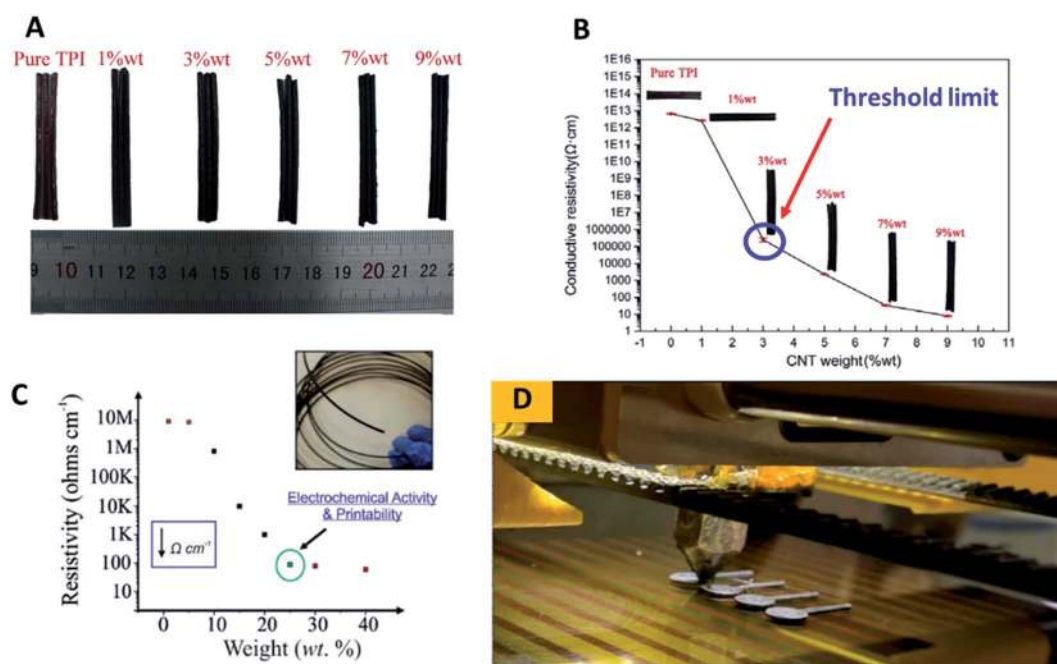 A
Pure TPI 1%wt 3%wt 5%wt 7%wt 9%wt
9 10 11 12 13 14 15 16 17 18 19 20 21 22
B
Conductive resistivity(Ω·cm)
1E16
1E15
1E14
1E13
1E12
1E11
1E10
1E9
1E8
1E7
1000000
100000
10000
1000
100
10
1
Pure TPI
1%wt
Threshold limit
3%wt
5%wt
7%wt
9%wt
-1 0 1 2 3 4 5 6 7 8 9 10 11
CNT weight(%wt)
C
Resistivity (ohms cm⁻¹)
10M
1M
100K
10K
1K
100
10
Electrochemical Activity
& Printability
Ω cm⁻¹
0 10 20 30 40
Weight (wt. %)
D